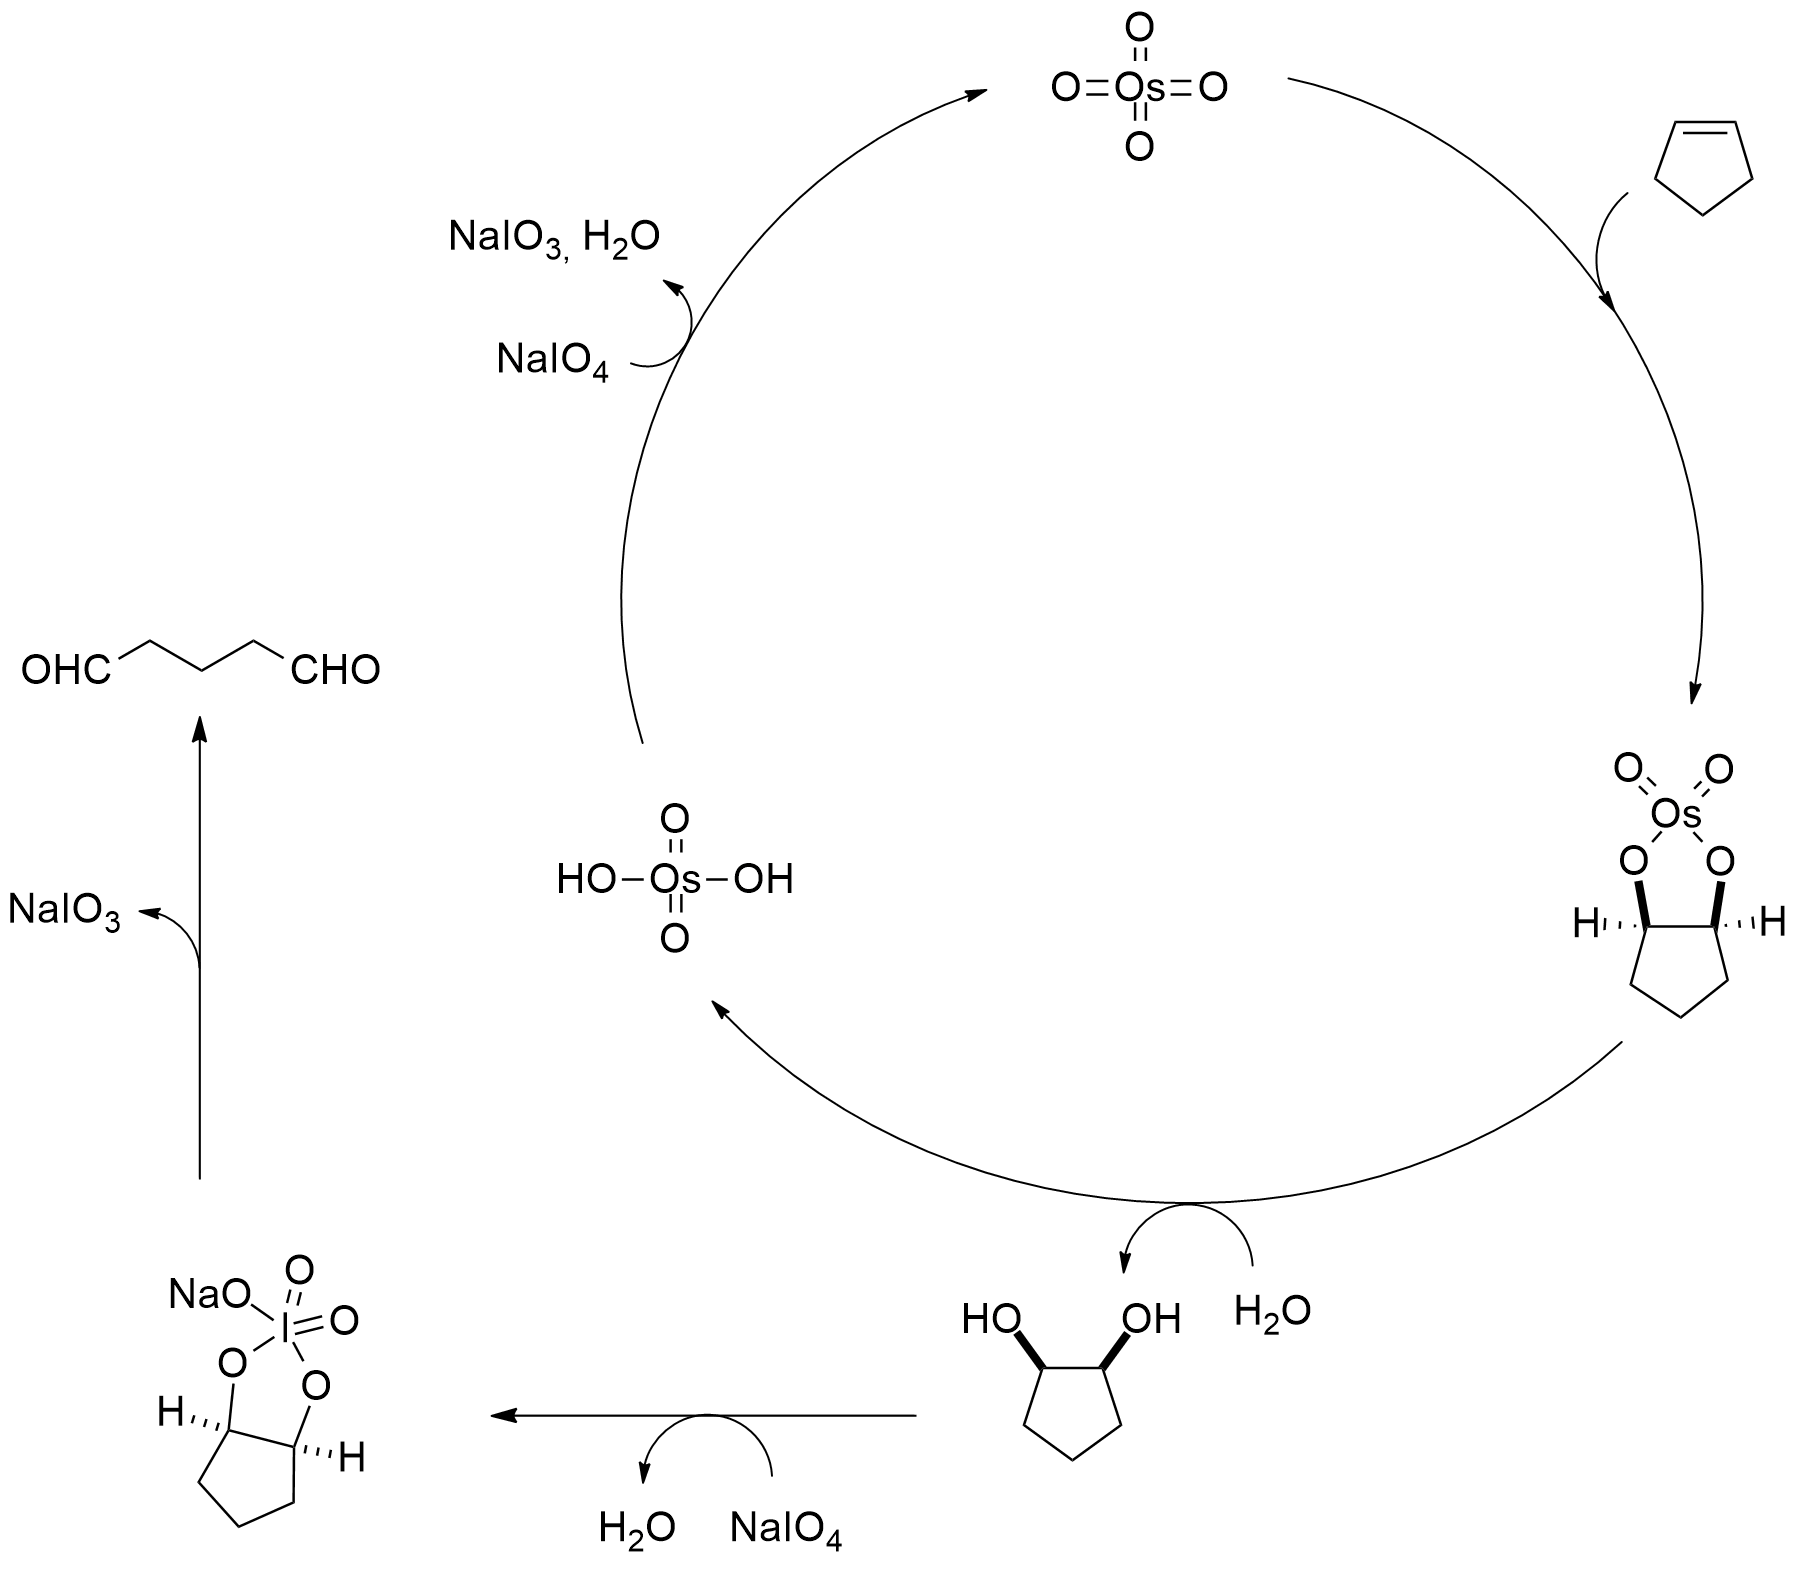 O
O=Os=O
O
NaIO₃, H₂O
NaIO₄
OHC CHO
O O
Os
O O
H H
O
HO–Os–OH
O
NaIO₃
O
NaO
I=O
O
O
H
H
HO OH
H₂O
H₂O NaIO₄